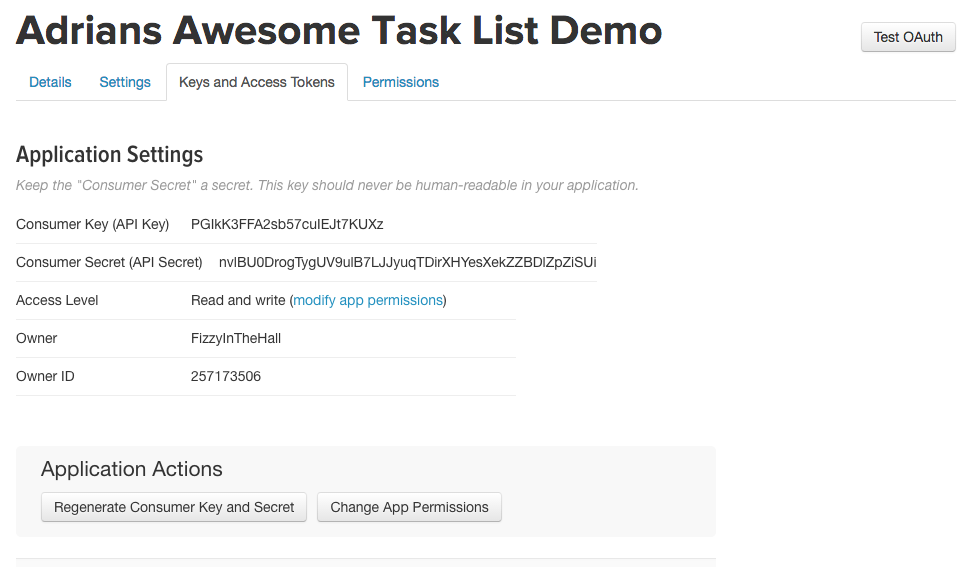 Adrians Awesome Task List Demo
Test OAuth
Details Settings Keys and Access Tokens Permissions
Application Settings
Keep the "Consumer Secret" a secret. This key should never be human-readable in your application.
Consumer Key (API Key) PGIkK3FFA2sb57cuIEJt7KUXz
Consumer Secret (API Secret) nvlBU0DrogTygUV9ulB7LJJyuqTDirXHYesXekZZBDlZpZiSUi
Access Level Read and write (modify app permissions)
Owner FizzyInTheHall
Owner ID 257173506
Application Actions
Regenerate Consumer Key and Secret Change App Permissions